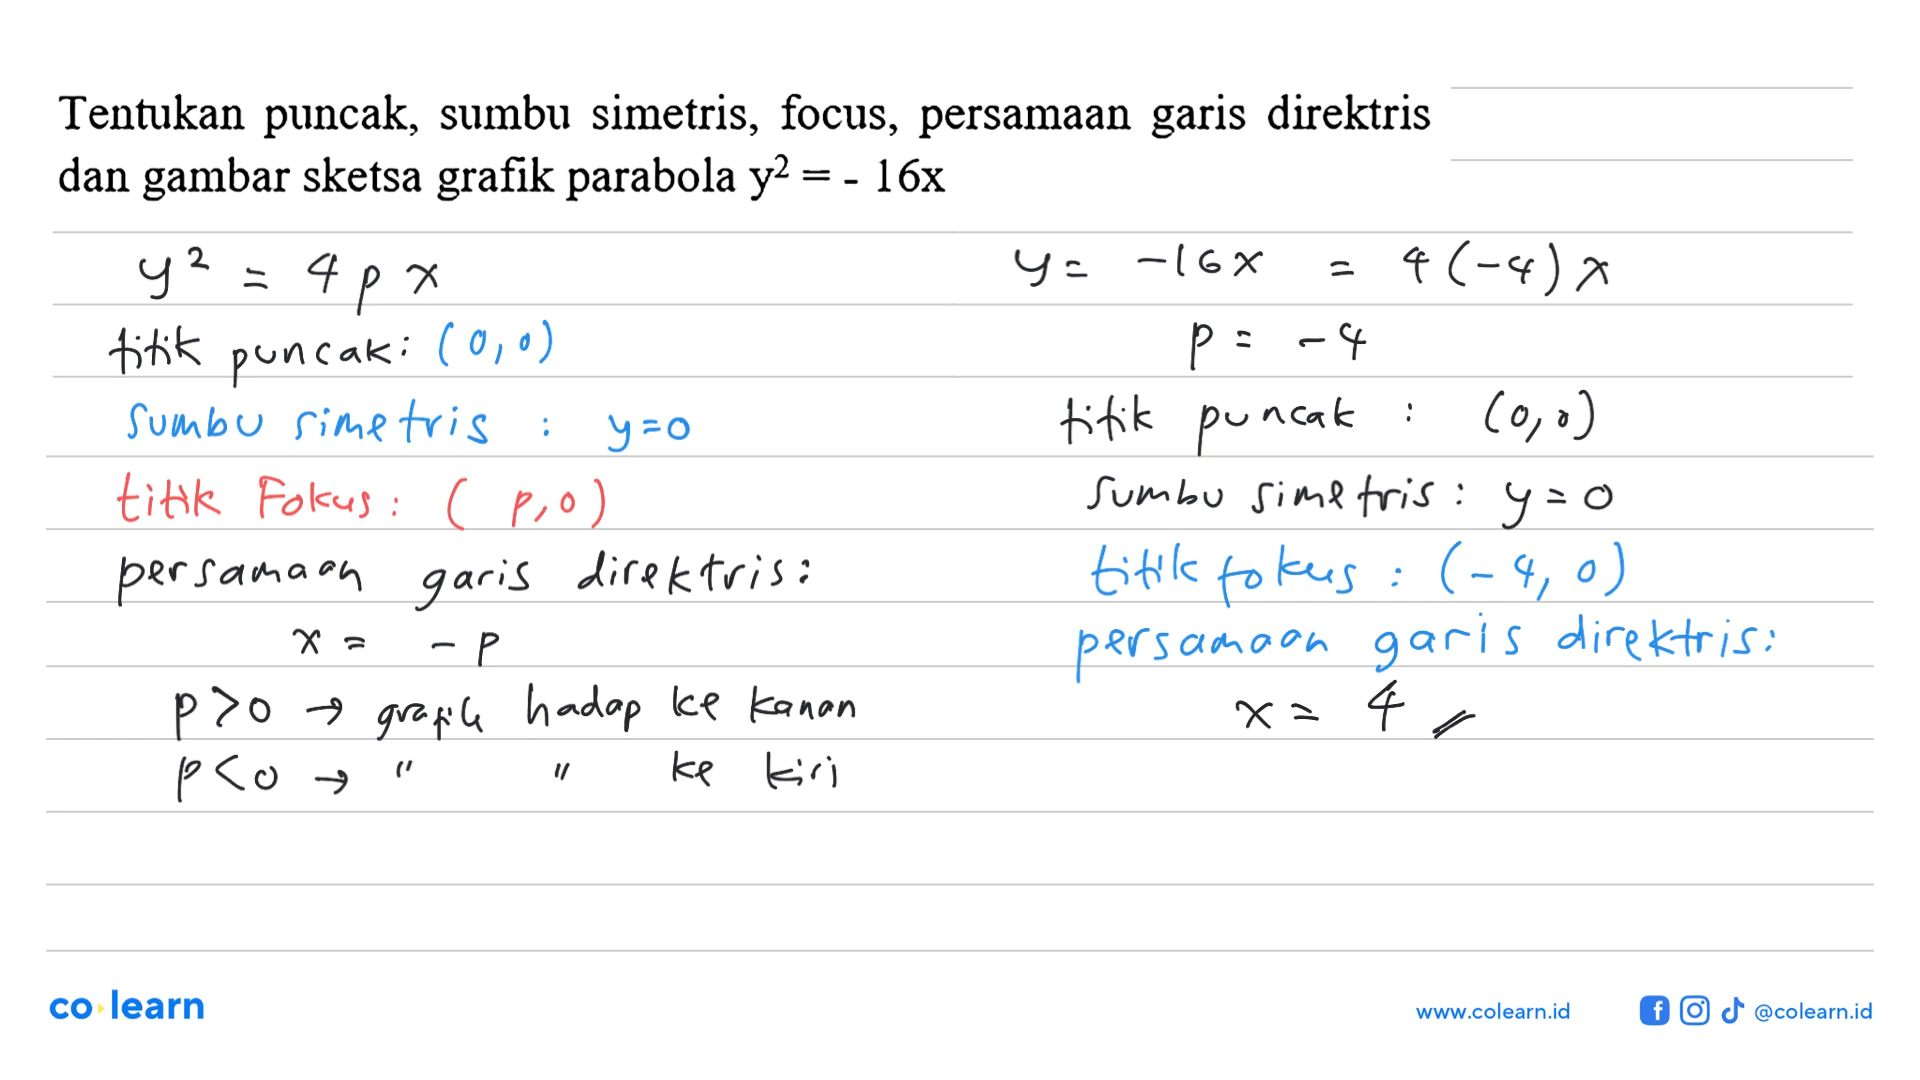 Tentukan puncak, sumbu simetris, focus, persamaan garis direktris
dan gambar sketsa grafik parabola y² = - 16x
y² = 4px
titik puncak: (0,0)
sumbu simetris : y=0
titik Fokus: ( p,0)
persamaan garis direktris:
x = -p
p>0 → grafik hadap ke kanan
p<0 → " " ke kiri
y= -16x = 4(-4)x
p = -4
titik puncak : (0,0)
sumbu simetris : y=0
titik fokus : (-4,0)
persamaan garis direktris:
x = 4
co learn
www.colearn.id
@colearn.id